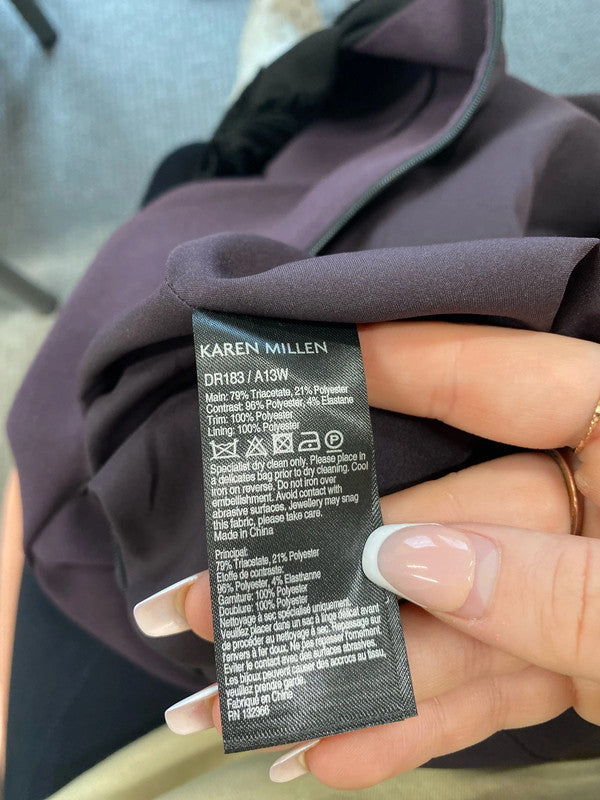 KAREN MILLEN
DR183 / A13W
Main: 79% Triacetate, 21% Polyester
Contrast: 96% Polyester, 4% Elastane
Trim: 100% Polyester
Lining: 100% Polyester
P
Specialist dry clean only. Please place in
a delicates bag prior to dry cleaning. Cool
iron on reverse. Do not iron over
embellishment. Avoid contact with
abrasive surfaces. Jewellery may snag
this fabric, please take care.
Principal:
79% Triacetate, 21% Polyester
Etoffe de contraste:
96% Polyester, 4% Elasthanne
Garniture: 100% Polyester
Doublure: 100% Polyester
Nettoyage à sec spécialisé uniquement.
Veuillez placer dans un sac à linge délicat avant
de procéder au nettoyage à sec. Repassage sur
l'envers à fer doux. Ne pas repasser l'ornement.
Eviter le contact avec des surfaces abrasives.
Les bijoux peuvent causer des accrocs au tissu,
veuillez prendre garde.
Fabriqué en China
RN 132966